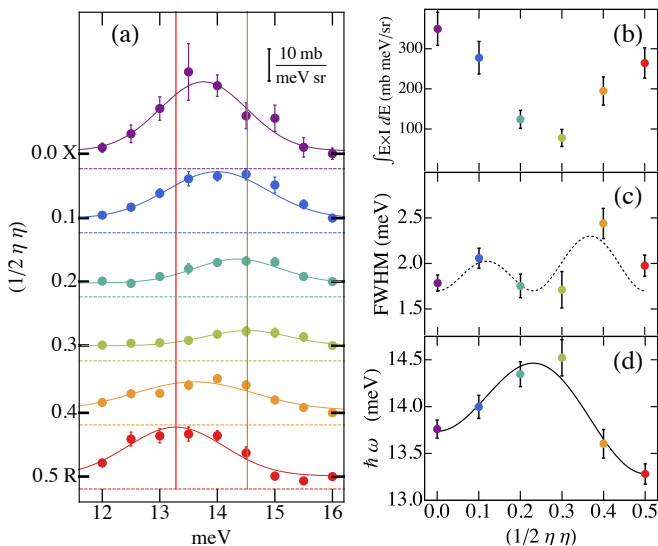 (a)
10 mb
meV sr
0.0 X
0.1
0.2
0.3
0.4
0.5 R
(1/2 η η)
12 13 14 15 16
meV
(b)
300
200
100
∫E×I dE (mb meV/sr)
(c)
2.5
2.0
1.5
FWHM (meV)
(d)
14.5
14.0
13.5
13.0
ℏ ω (meV)
0.0 0.1 0.2 0.3 0.4 0.5
(1/2 η η)